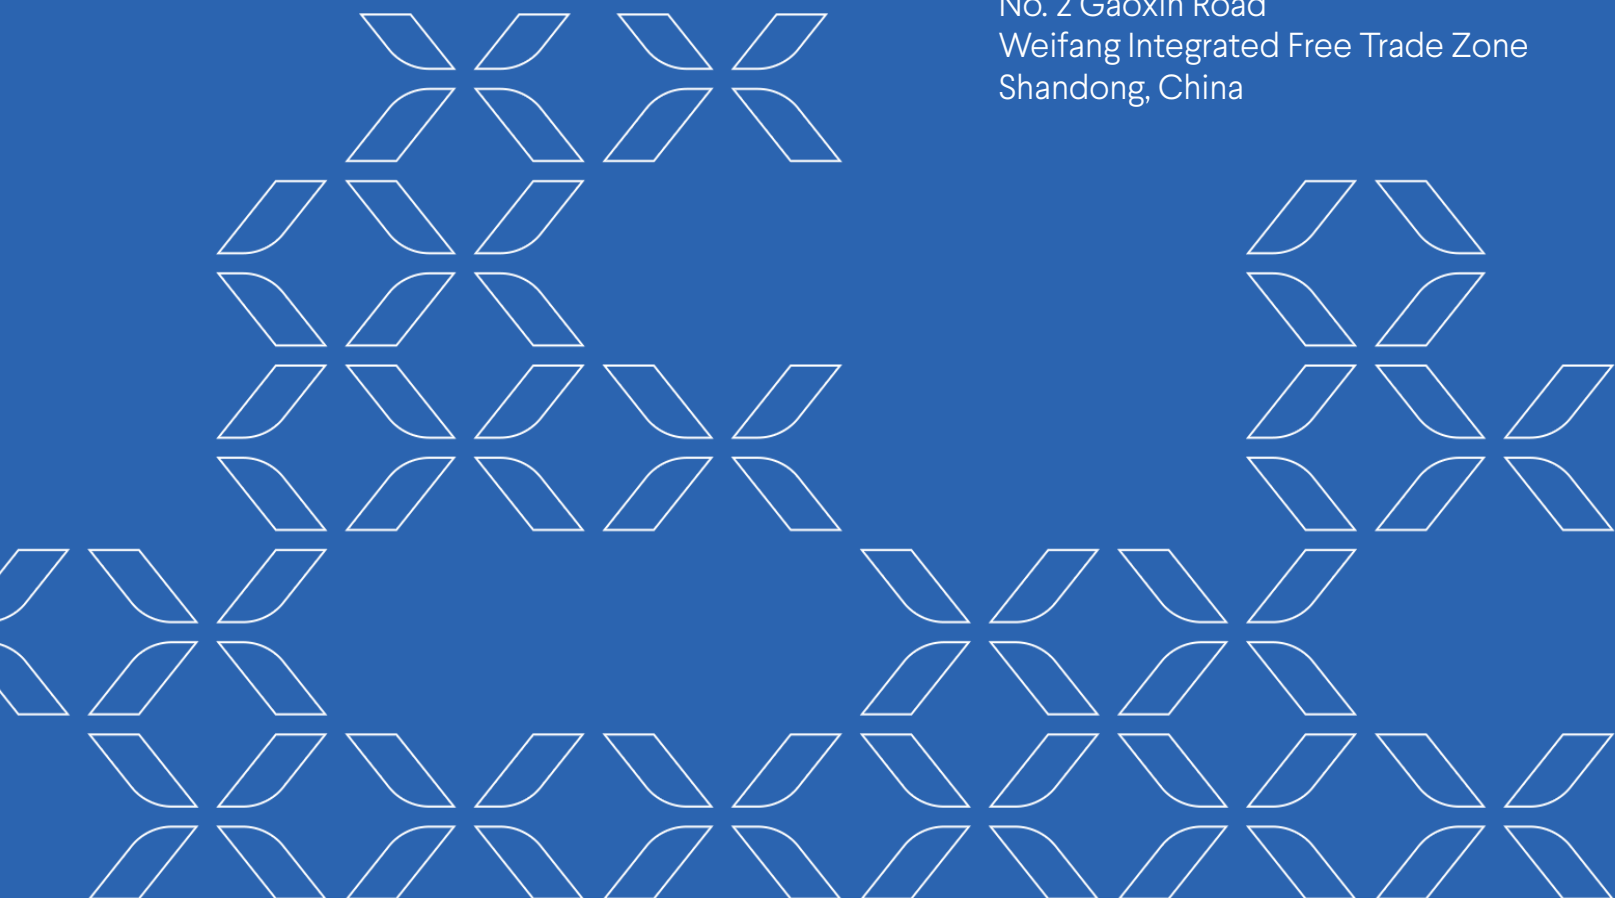 No. 2 Gaoxin Road
Weifang Integrated Free Trade Zone
Shandong, China